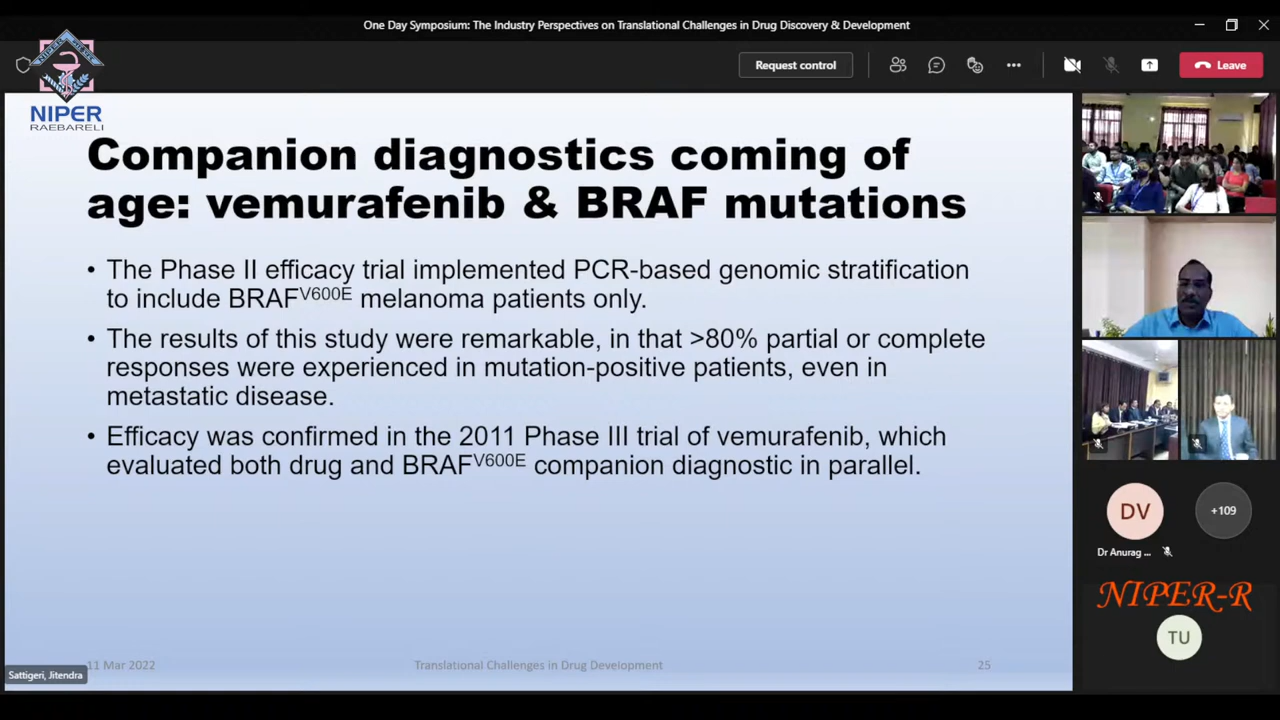 One Day Symposium: The Industry Perspectives on Translational Challenges in Drug Discovery & Development
Request control
Leave
NIPER
RAEBARELI
Companion diagnostics coming of
age: vemurafenib & BRAF mutations
• The Phase II efficacy trial implemented PCR-based genomic stratification
to include BRAFV600E melanoma patients only.
• The results of this study were remarkable, in that >80% partial or complete
responses were experienced in mutation-positive patients, even in
metastatic disease.
• Efficacy was confirmed in the 2011 Phase III trial of vemurafenib, which
evaluated both drug and BRAFV600E companion diagnostic in parallel.
11 Mar 2022
Translational Challenges in Drug Development
25
Sattigeri, Jitendra
DV
+109
Dr Anurag ...
NIPER-R
TU